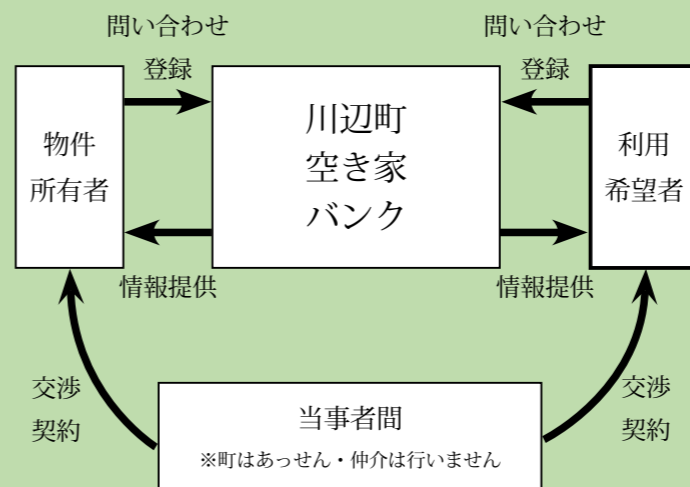 問い合わせ
登録
問い合わせ
登録
物件
所有者
川辺町
空き家
バンク
利用
希望者
情報提供
情報提供
交渉
契約
当事者間
※町はあっせん・仲介は行いません
交渉
契約